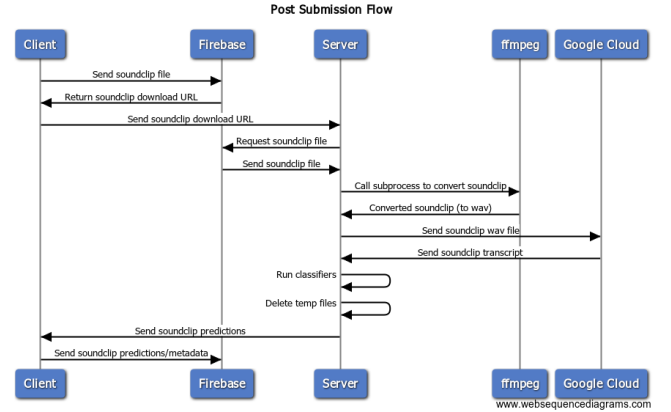 Post Submission Flow
Client Firebase Server ffmpeg Google Cloud
Send soundclip file
Return soundclip download URL
Send soundclip download URL
Request soundclip file
Send soundclip file
Call subprocess to convert soundclip
Converted soundclip (to wav)
Send soundclip wav file
Send soundclip transcript
Run classifiers
Delete temp files
Send soundclip predictions
Send soundclip predictions/metadata
Client Firebase Server ffmpeg Google Cloud
www.websequencediagrams.com